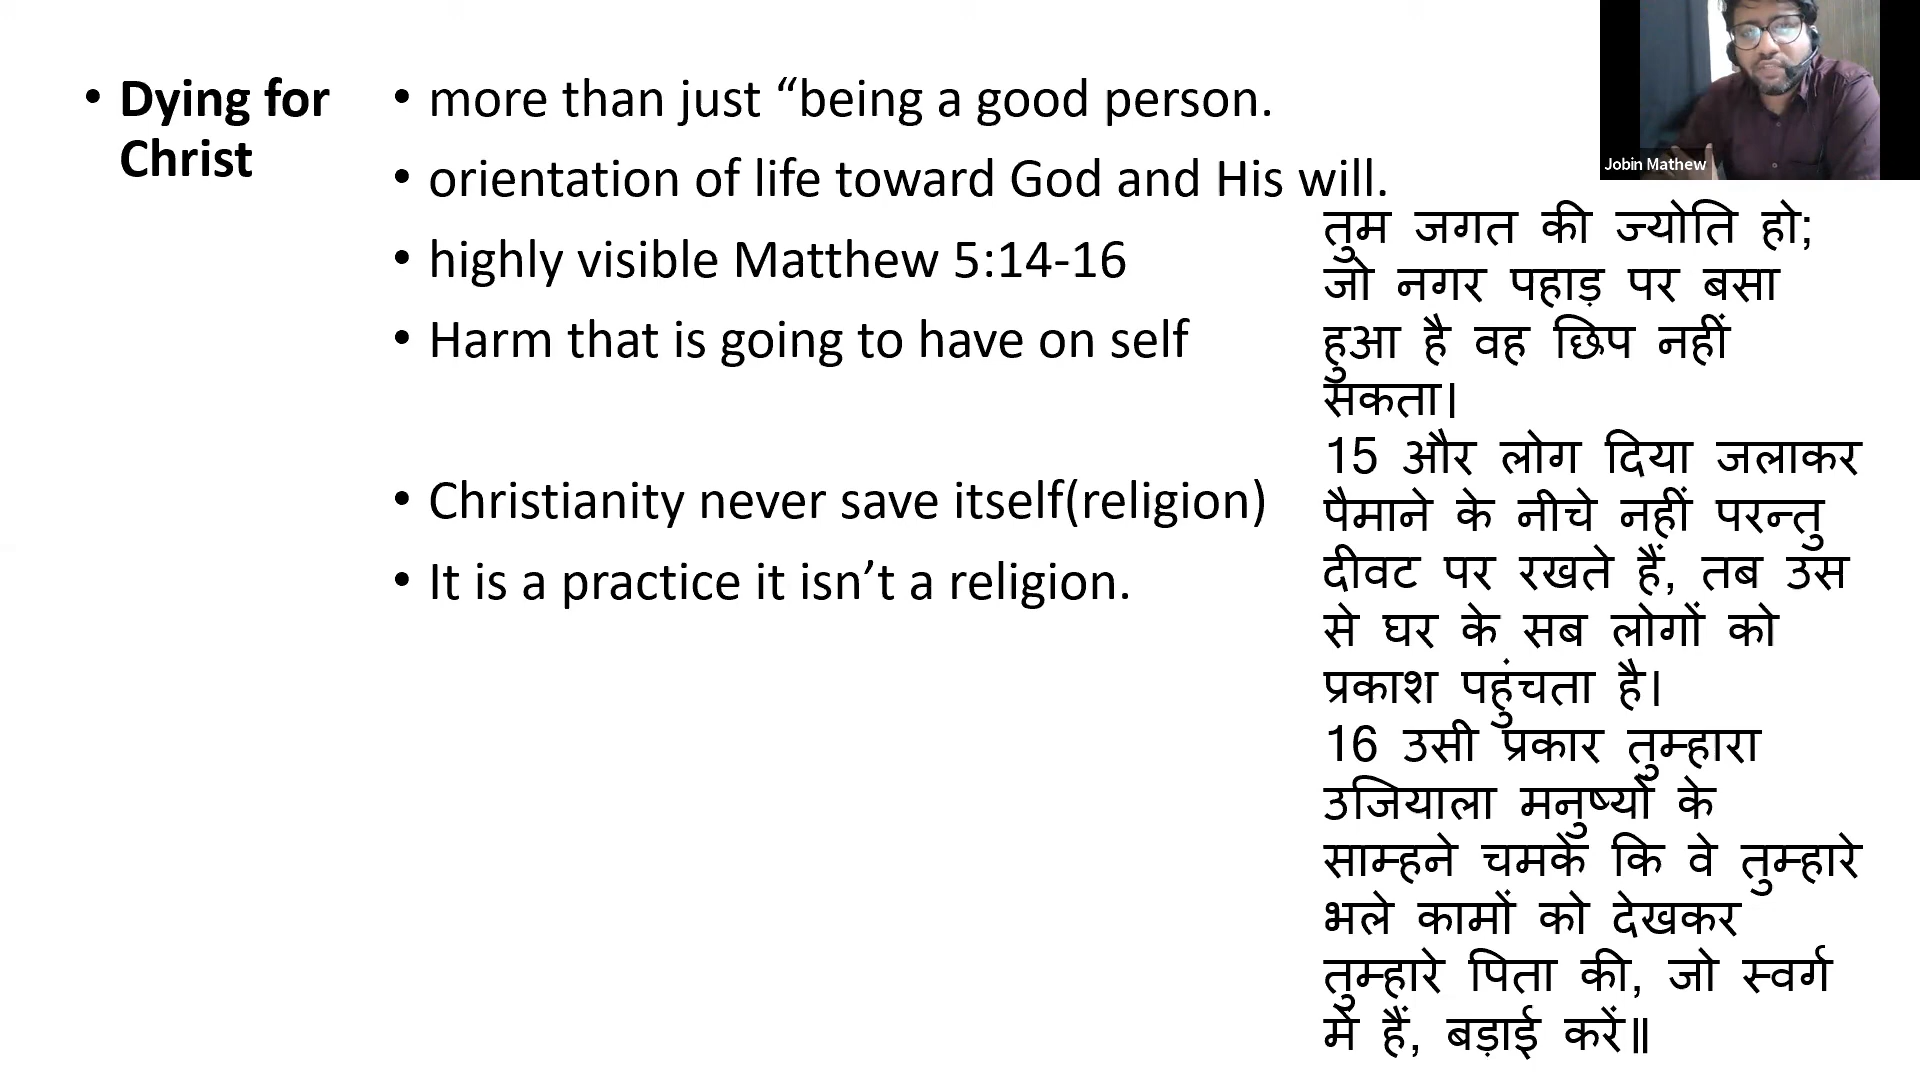 • Dying for
Christ
• more than just “being a good person.
• orientation of life toward God and His will.
• highly visible Matthew 5:14-16
• Harm that is going to have on self
• Christianity never save itself(religion)
• It is a practice it isn’t a religion.
Jobin Mathew
तुम जगत की ज्योति हो;
जो नगर पहाड़ पर बसा
हुआ है वह छिप नहीं
सकता।
15 और लोग दिया जलाकर
पैमाने के नीचे नहीं परन्तु
दीवट पर रखते हैं, तब उस
से घर के सब लोगों को
प्रकाश पहुंचता है।
16 उसी प्रकार तुम्हारा
उजियाला मनुष्यों के
साम्हने चमके कि वे तुम्हारे
भले कामों को देखकर
तुम्हारे पिता की, जो स्वर्ग
में हैं, बड़ाई करें॥